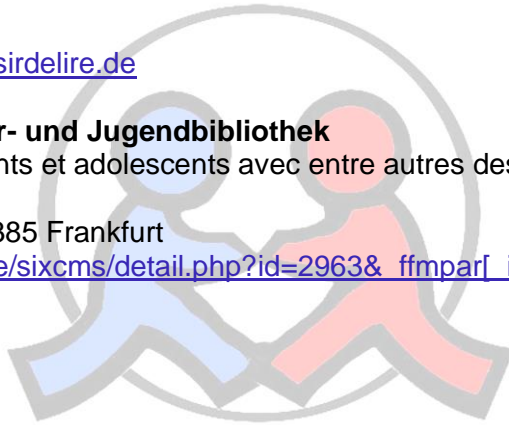 sirdelire.de
r- und Jugendbibliothek
nts et adolescents avec entre autres des
385 Frankfurt
e/sixcms/detail.php?id=2963&_ffmpar[_i